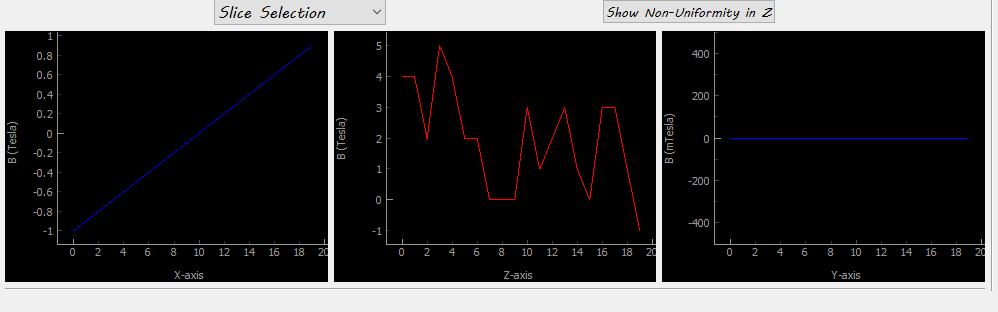 Slice Selection
Show Non-Uniformity in Z
1
0.8
0.6
0.4
0.2
0
-0.2
-0.4
-0.6
-0.8
-1
B (Tesla)
0 2 4 6 8 10 12 14 16 18 20
X-axis
5
4
3
2
1
0
-1
B (Tesla)
0 2 4 6 8 10 12 14 16 18 20
Z-axis
400
200
0
-200
-400
B (mTesla)
0 2 4 6 8 10 12 14 16 18 20
Y-axis